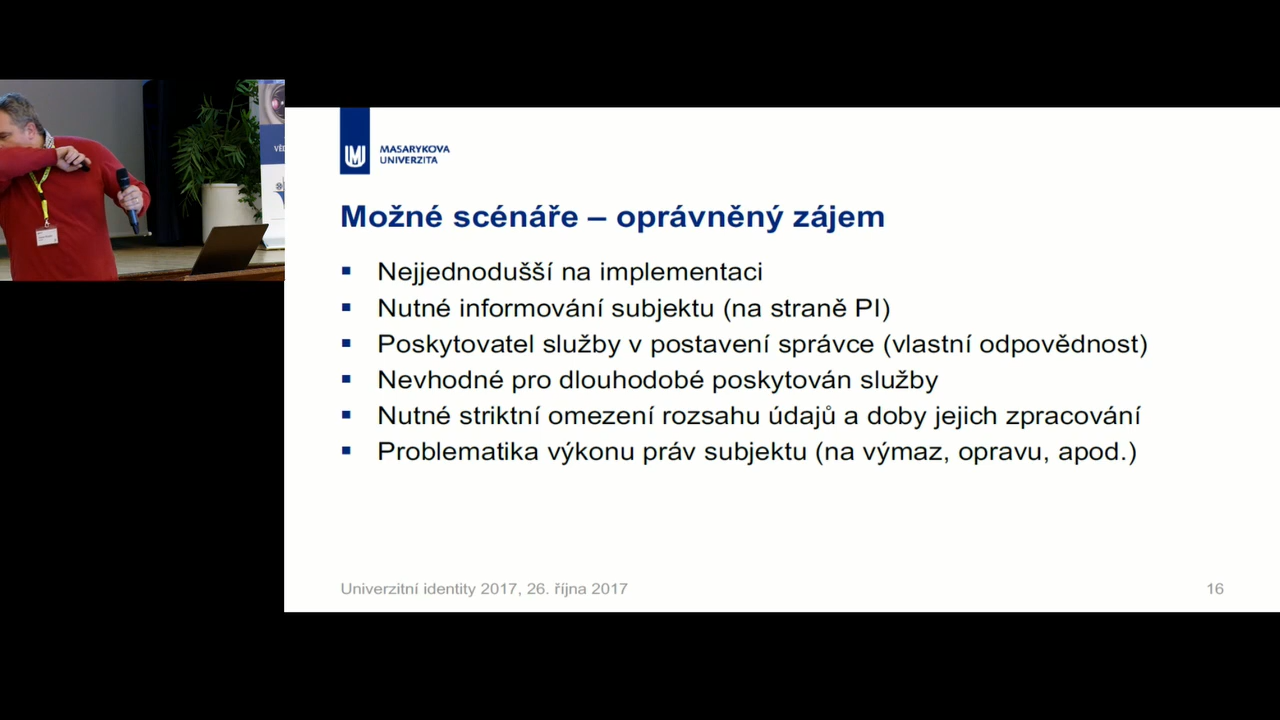 MASARYKOVA
UNIVERZITA
Možné scénáře – oprávněný zájem
Nejjednodušší na implementaci
Nutné informování subjektu (na straně PI)
Poskytovatel služby v postavení správce (vlastní odpovědnost)
Nevhodné pro dlouhodobé poskytován služby
Nutné striktní omezení rozsahu údajů a doby jejich zpracování
Problematika výkonu práv subjektu (na výmaz, opravu, apod.)
Univerzitní identity 2017, 26. října 2017
16